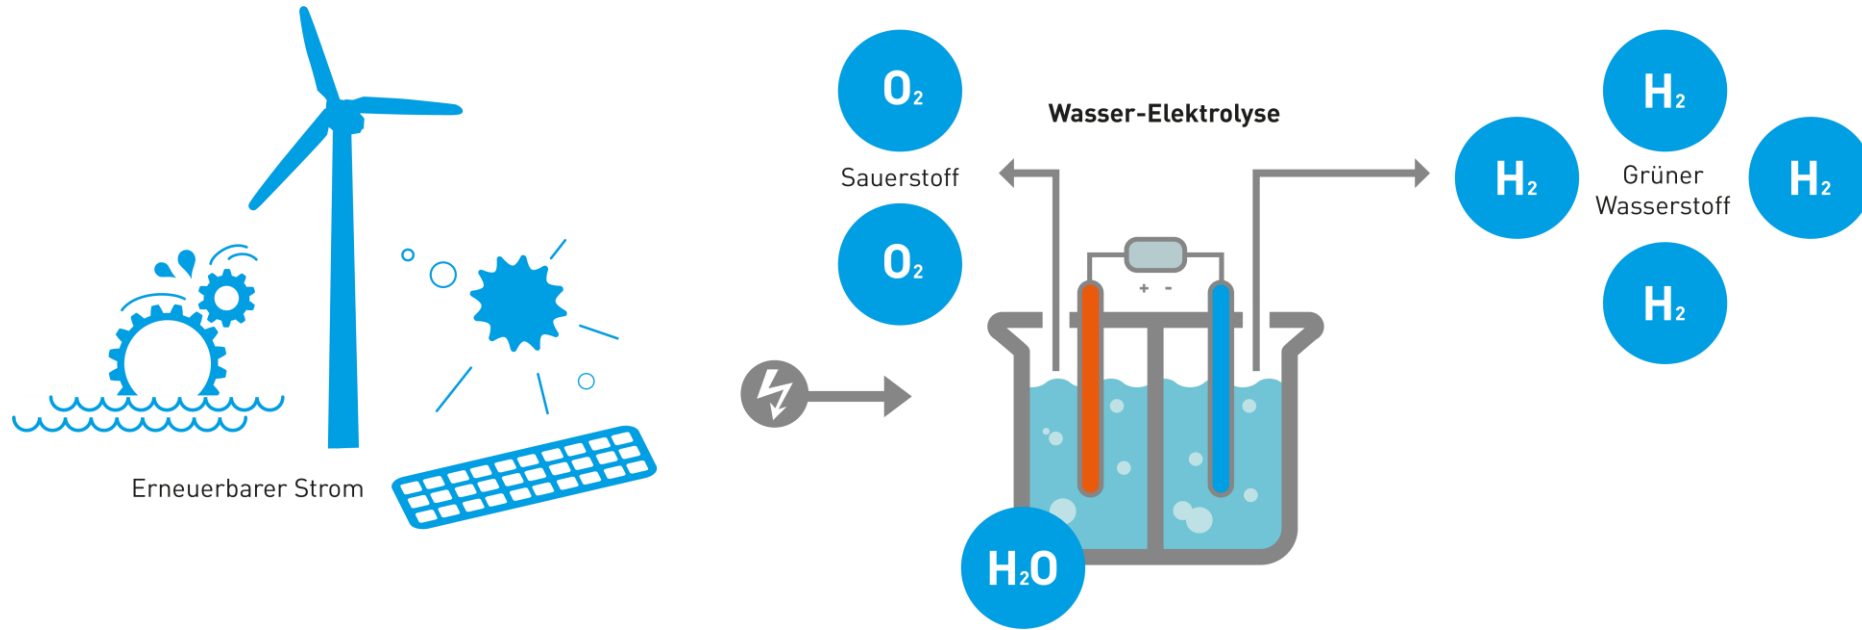 Erneuerbarer Strom
O₂
Sauerstoff
O₂
Wasser-Elektrolyse
+ -
H₂O
H₂
H₂
Grüner
Wasserstoff
H₂
H₂